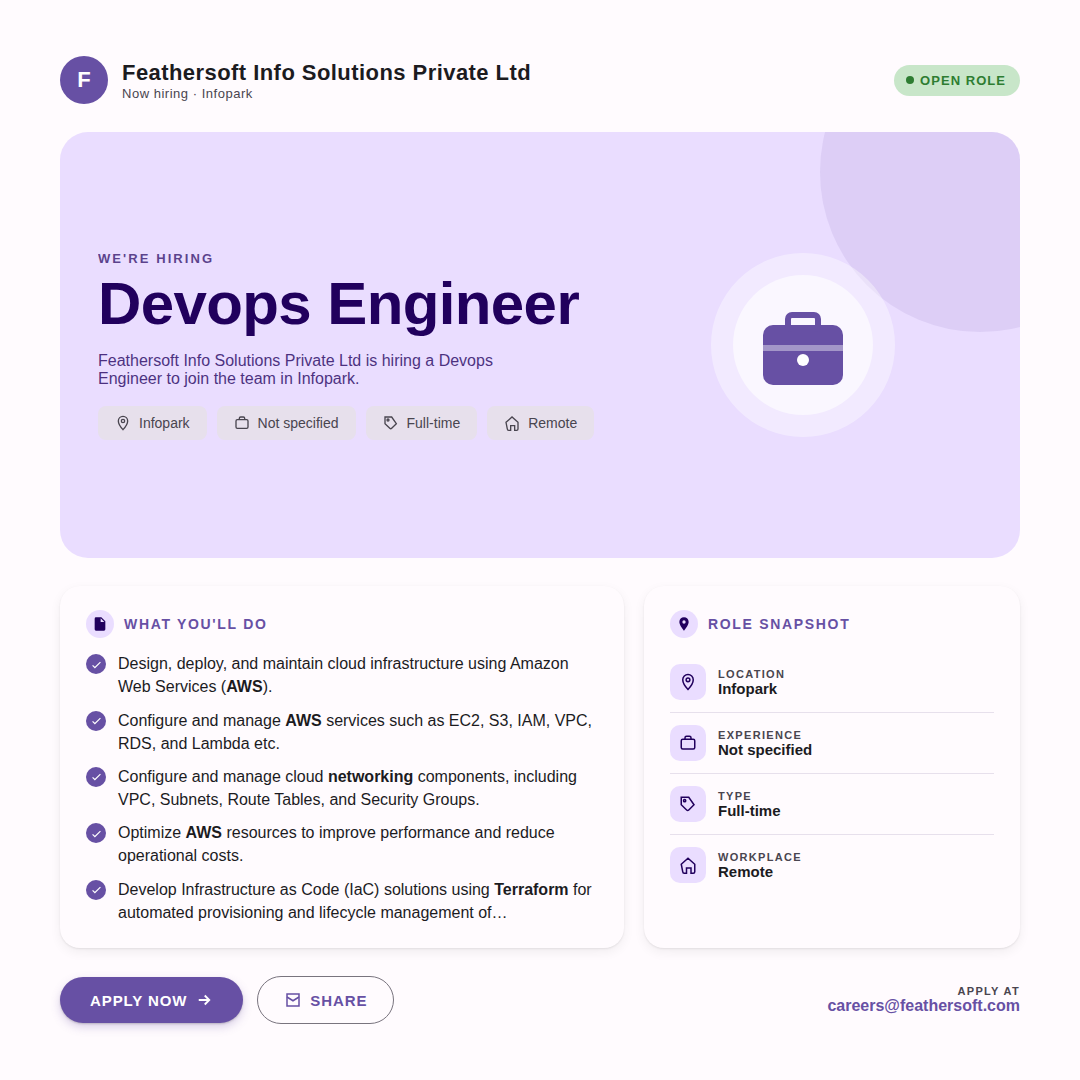 F
Feathersoft Info Solutions Private Ltd
Now hiring · Infopark
OPEN ROLE
WE'RE HIRING
Devops Engineer
Feathersoft Info Solutions Private Ltd is hiring a Devops
Engineer to join the team in Infopark.
Infopark
Not specified
Full-time
Remote
WHAT YOU'LL DO
Design, deploy, and maintain cloud infrastructure using Amazon
Web Services (AWS).
Configure and manage AWS services such as EC2, S3, IAM, VPC,
RDS, and Lambda etc.
Configure and manage cloud networking components, including
VPC, Subnets, Route Tables, and Security Groups.
Optimize AWS resources to improve performance and reduce
operational costs.
Develop Infrastructure as Code (IaC) solutions using Terraform for
automated provisioning and lifecycle management of…
ROLE SNAPSHOT
LOCATION
Infopark
EXPERIENCE
Not specified
TYPE
Full-time
WORKPLACE
Remote
APPLY NOW
SHARE
APPLY AT
careers@feathersoft.com